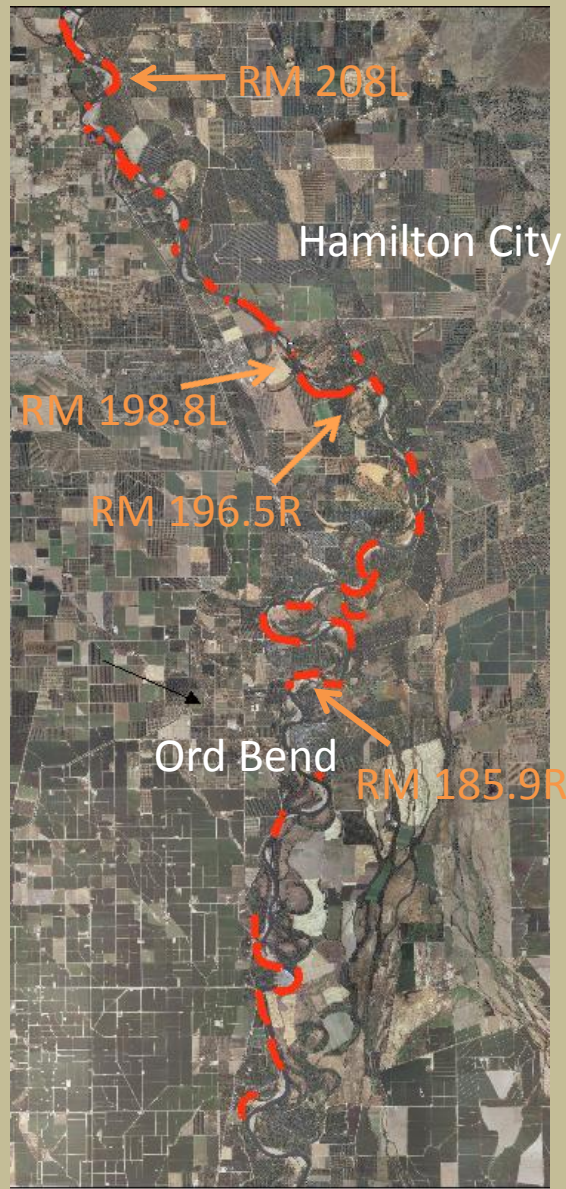 RM 208L
Hamilton City
RM 198.8L
RM 196.5R
Ord Bend
RM 185.9R